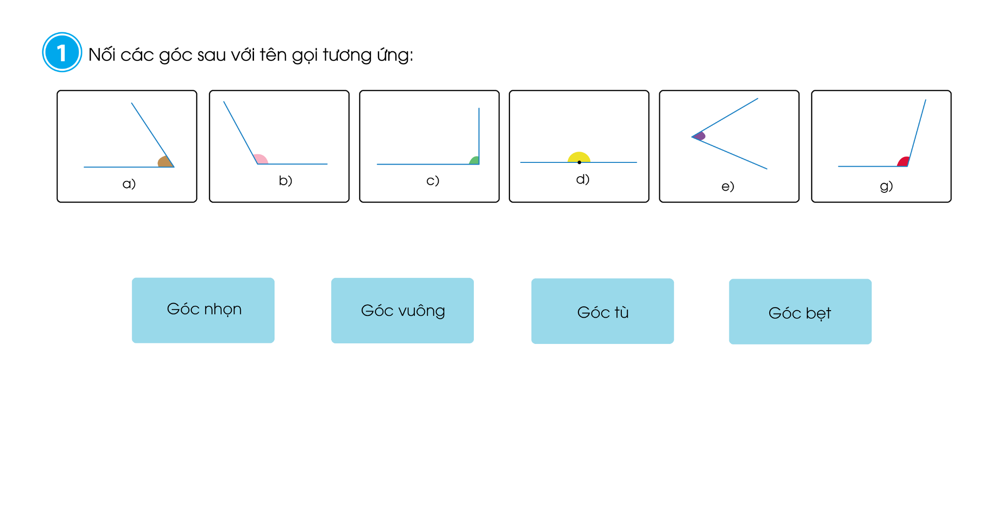 1 Nối các góc sau với tên gọi tương ứng:
a) b) c) d) e) g)
Góc nhọn Góc vuông Góc tù Góc bẹt